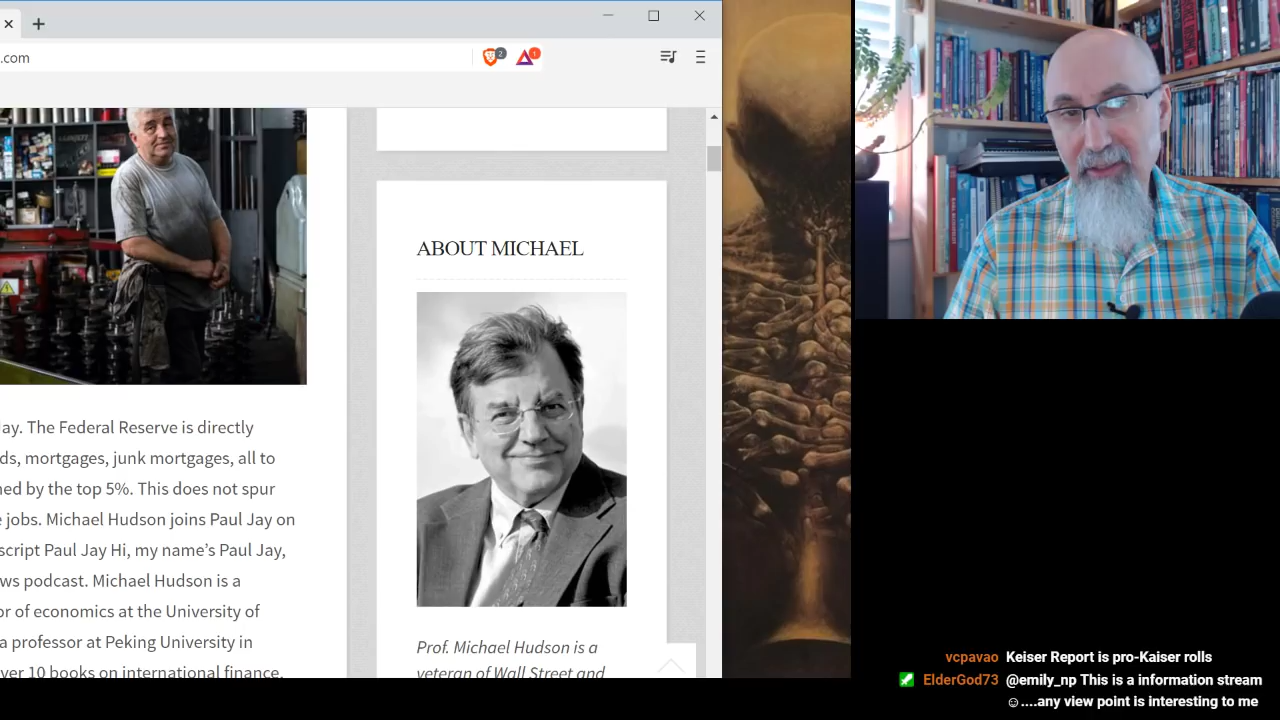 .com
2
1
ABOUT MICHAEL
ay. The Federal Reserve is directly
ds, mortgages, junk mortgages, all to
ned by the top 5%. This does not spur
jobs. Michael Hudson joins Paul Jay on
script Paul Jay Hi, my name’s Paul Jay,
ws podcast. Michael Hudson is a
or of economics at the University of
a professor at Peking University in
ver 10 books on international finance.
Prof. Michael Hudson is a
veteran of Wall Street and
vcpavao Keiser Report is pro-Kaiser rolls
ElderGod73 @emily_np This is a information stream
☺....any view point is interesting to me